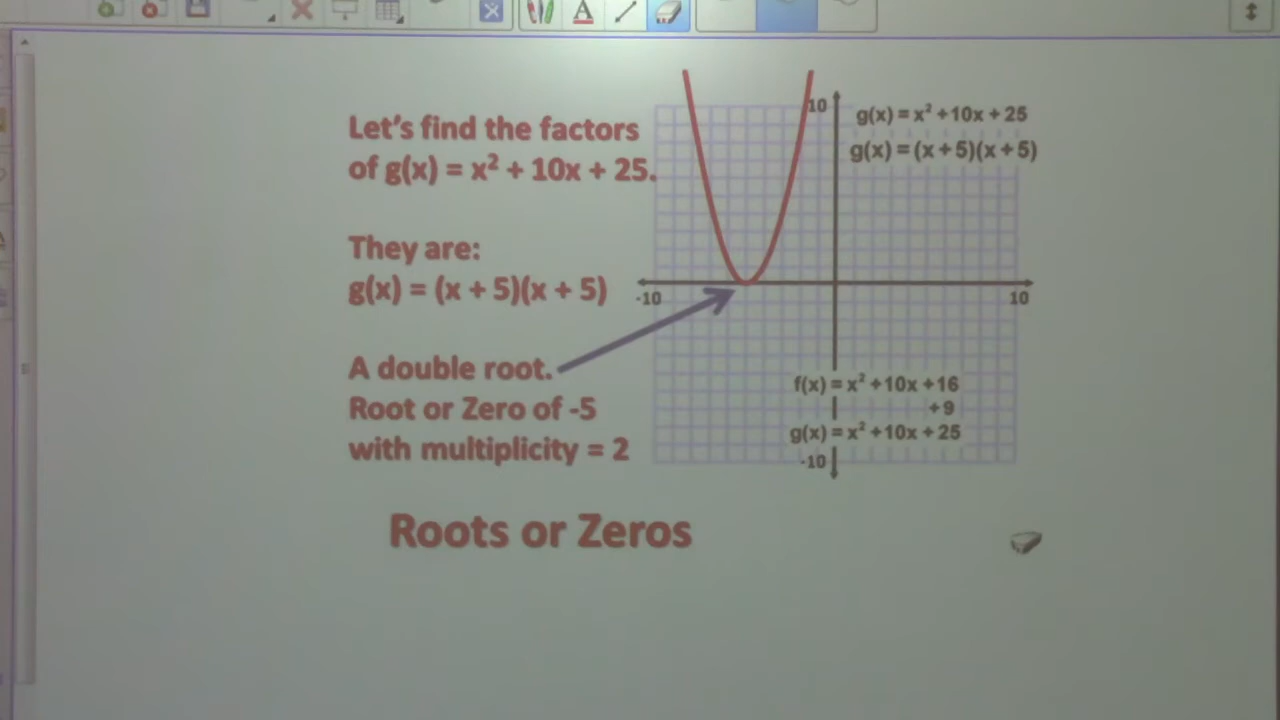 Let's find the factors
of g(x) = x² + 10x + 25.
They are:
g(x) = (x + 5)(x + 5)
A double root.
Root or Zero of -5
with multiplicity = 2
Roots or Zeros
10
g(x) = x² + 10x + 25
g(x) = (x + 5)(x + 5)
-10
10
f(x) = x² + 10x + 16
+ 9
g(x) = x² + 10x + 25
-10
A